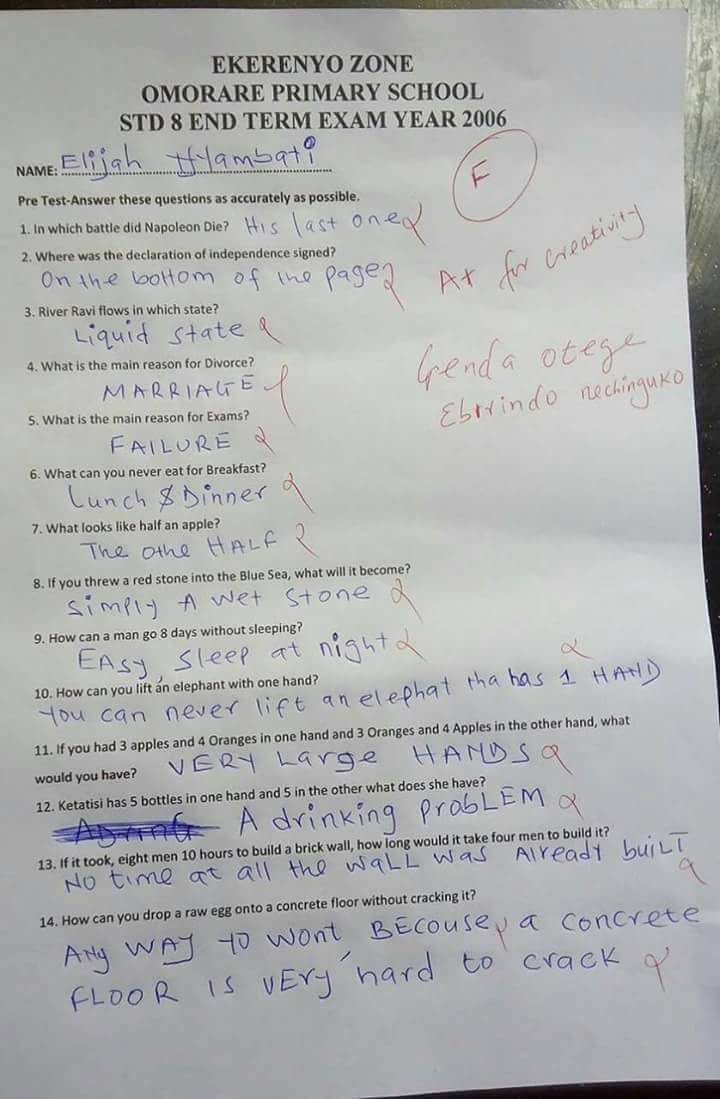 EKERENYO ZONE
OMORARE PRIMARY SCHOOL
STD 8 END TERM EXAM YEAR 2006
NAME: Elijah Nyambati
F
Pre Test-Answer these questions as accurately as possible.
1. In which battle did Napoleon Die? His last one
2. Where was the declaration of independence signed?
On the bottom of the page
A+ for creativity
3. River Ravi flows in which state?
Liquid state
4. What is the main reason for Divorce?
MARRIAGE
Genda otege
Ebirindo nechinguko
5. What is the main reason for Exams?
FAILURE
6. What can you never eat for Breakfast?
Lunch & Dinner
7. What looks like half an apple?
The othe HALF
8. If you threw a red stone into the Blue Sea, what will it become?
Simply A wet stone
9. How can a man go 8 days without sleeping?
EAsy, Sleep at night
10. How can you lift an elephant with one hand?
You can never lift an elephat tha has 1 HAND
11. If you had 3 apples and 4 Oranges in one hand and 3 Oranges and 4 Apples in the other hand, what
would you have? VERY Large HANDS
12. Ketatisi has 5 bottles in one hand and 5 in the other what does she have?
A drinking ProbLEM
13. If it took, eight men 10 hours to build a brick wall, how long would it take four men to build it?
No time at all the waLL was Already buiLT
14. How can you drop a raw egg onto a concrete floor without cracking it?
ANy WAY YO WONT BECOUSE a concrete
FLOOR IS VEry hard to crack